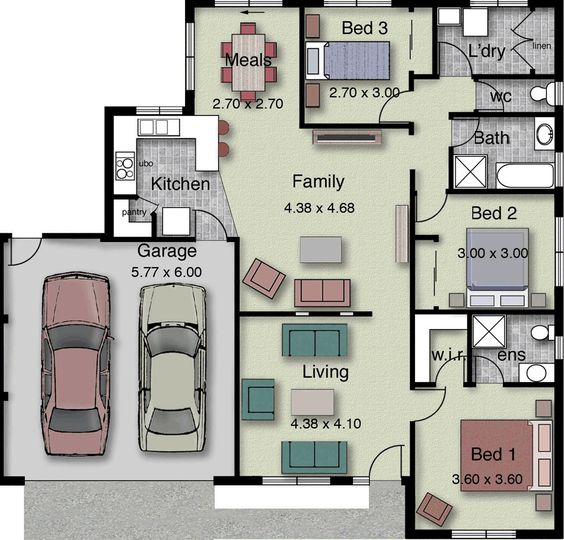 Bed 3
2.70 x 3.00
L'dry
linen
Meals
2.70 x 2.70
wc
Bath
ubo
Kitchen
pantry
Family
4.38 x 4.68
Bed 2
3.00 x 3.00
Garage
5.77 x 6.00
Living
4.38 x 4.10
w.i.r.
ens
Bed 1
3.60 x 3.60